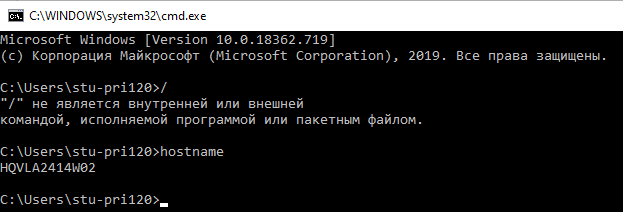 C:\WINDOWS\system32\cmd.exe
Microsoft Windows [Version 10.0.18362.719]
(c) Корпорация Майкрософт (Microsoft Corporation), 2019. Все права защищены.
C:\Users\stu-pri120>/
"/" не является внутренней или внешней
командой, исполняемой программой или пакетным файлом.
C:\Users\stu-pri120>hostname
HQVLA2414W02
C:\Users\stu-pri120>